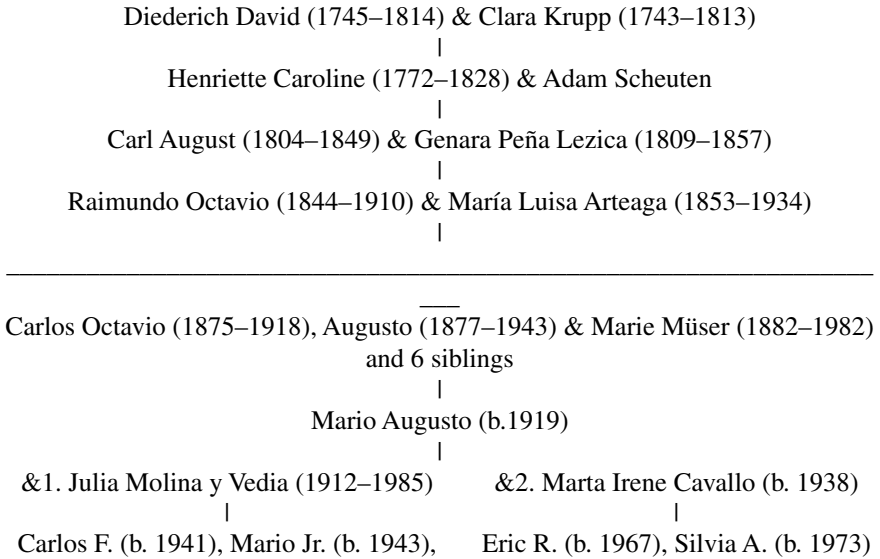 Diederich David (1745–1814) & Clara Krupp (1743–1813)
|
Henriette Caroline (1772–1828) & Adam Scheuten
|
Carl August (1804–1849) & Genara Peña Lezica (1809–1857)
|
Raimundo Octavio (1844–1910) & María Luisa Arteaga (1853–1934)
|
Carlos Octavio (1875–1918), Augusto (1877–1943) & Marie Müser (1882–1982)
and 6 siblings
|
Mario Augusto (b.1919)
|
&1. Julia Molina y Vedia (1912–1985) &2. Marta Irene Cavallo (b. 1938)
| |
Carlos F. (b. 1941), Mario Jr. (b. 1943), Eric R. (b. 1967), Silvia A. (b. 1973)